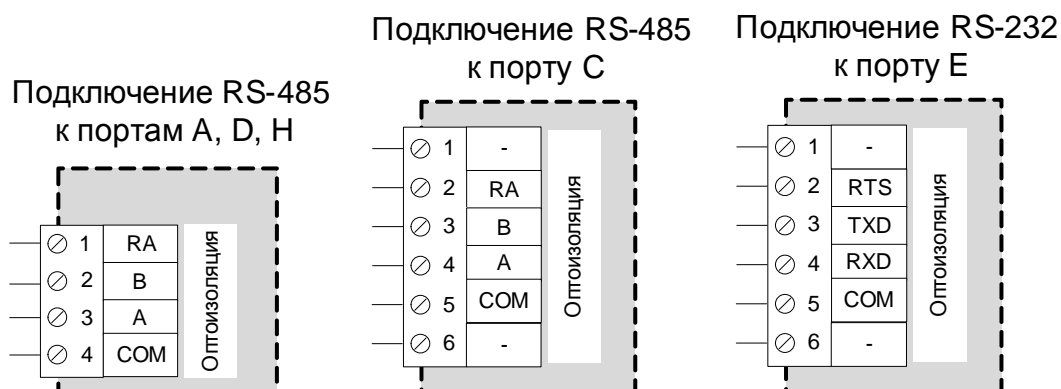 Подключение RS-485
к портам A, D, H
1 RA
2 B
3 A
4 COM
Оптоизоляция
Подключение RS-485
к порту C
1 -
2 RA
3 B
4 A
5 COM
6 -
Оптоизоляция
Подключение RS-232
к порту E
1 -
2 RTS
3 TXD
4 RXD
5 COM
6 -
Оптоизоляция